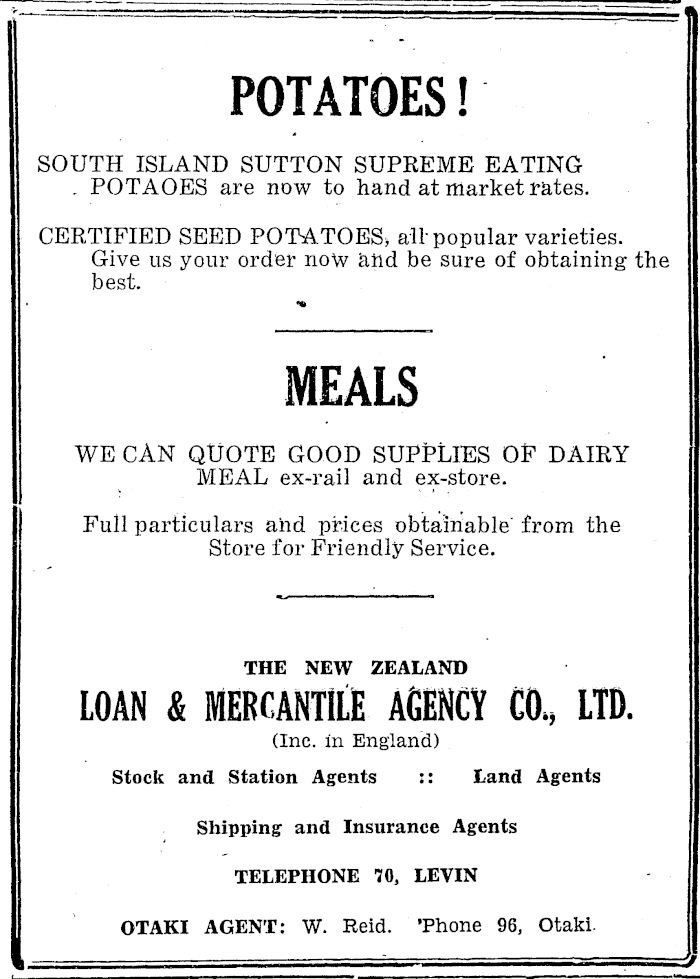 POTATOES!
SOUTH ISLAND SUTTON SUPREME EATING
POTAOES are now to hand at market rates.
CERTIFIED SEED POTATOES, all popular varieties.
Give us your order now and be sure of obtaining the
best.
MEALS
WE CAN QUOTE GOOD SUPPLIES OF DAIRY
MEAL ex-rail and ex-store.
Full particulars and prices obtainable from the
Store for Friendly Service.
THE NEW ZEALAND
LOAN & MERCANTILE AGENCY CO., LTD.
(Inc. in England)
Stock and Station Agents :: Land Agents
Shipping and Insurance Agents
TELEPHONE 70, LEVIN
OTAKI AGENT: W. Reid. 'Phone 96, Otaki.